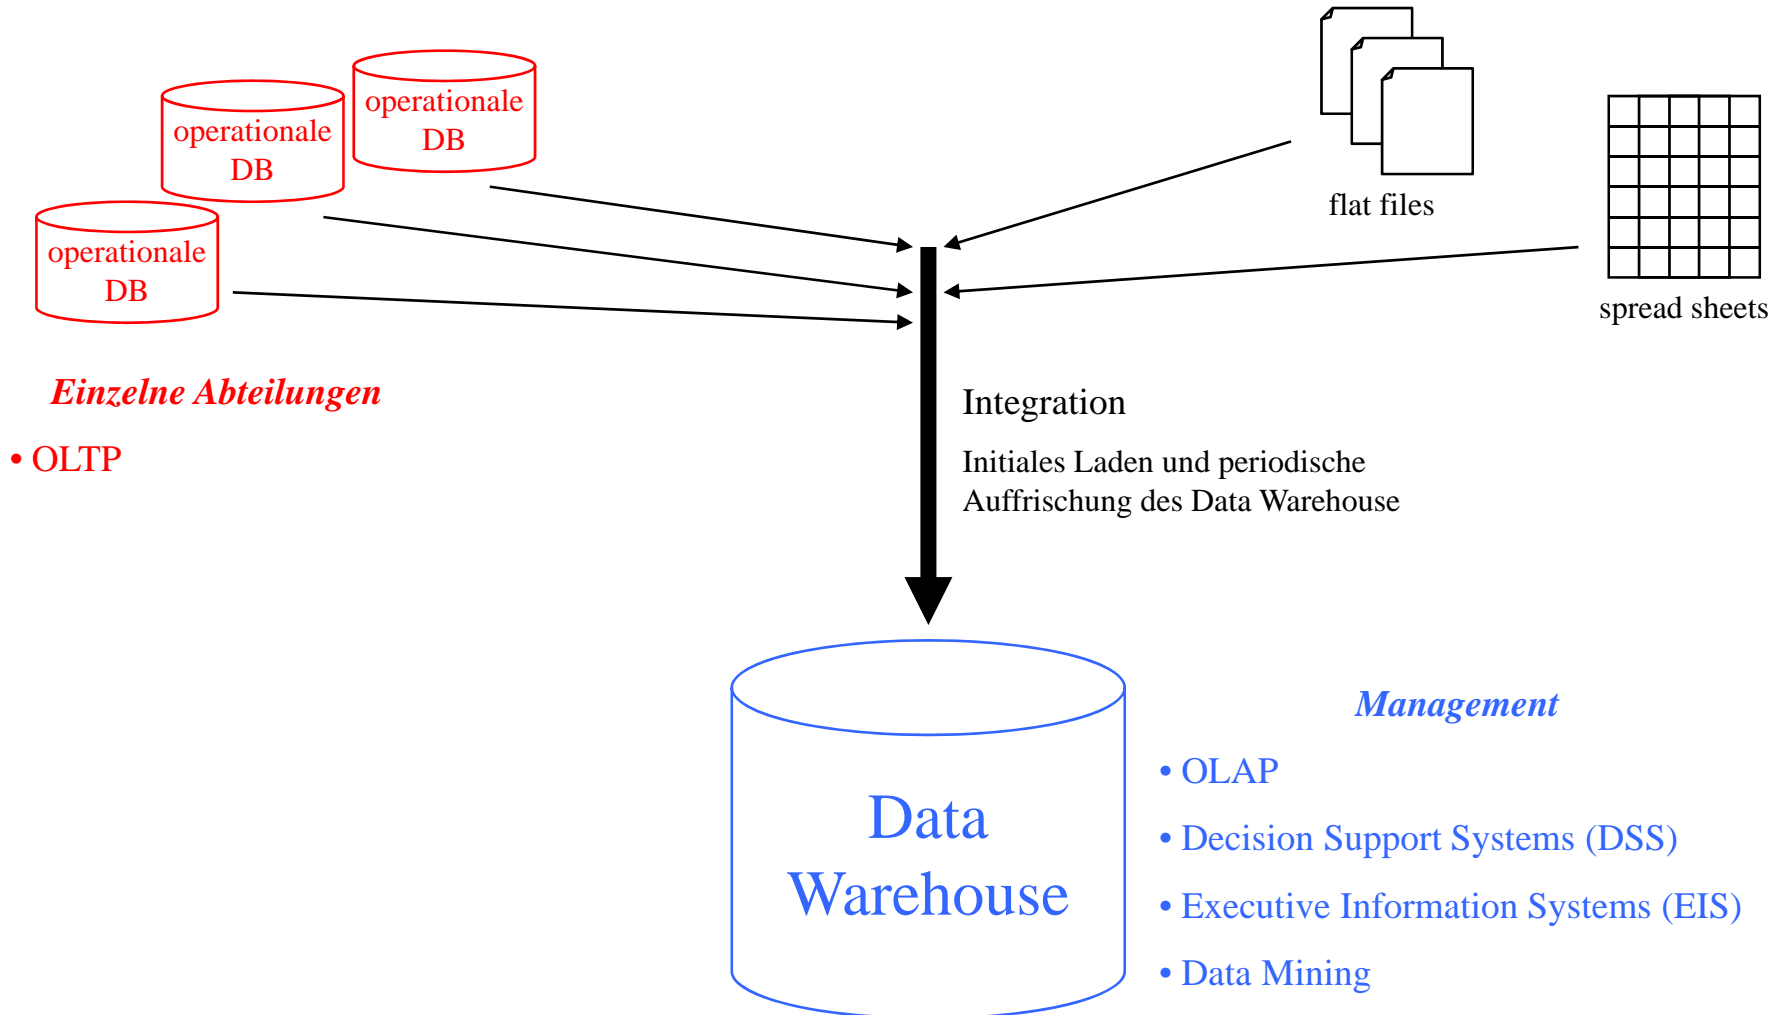 operationale
DB
operationale
DB
operationale
DB
flat files
spread sheets
Einzelne Abteilungen
• OLTP
Integration
Initiales Laden und periodische
Auffrischung des Data Warehouse
Data
Warehouse
Management
• OLAP
• Decision Support Systems (DSS)
• Executive Information Systems (EIS)
• Data Mining